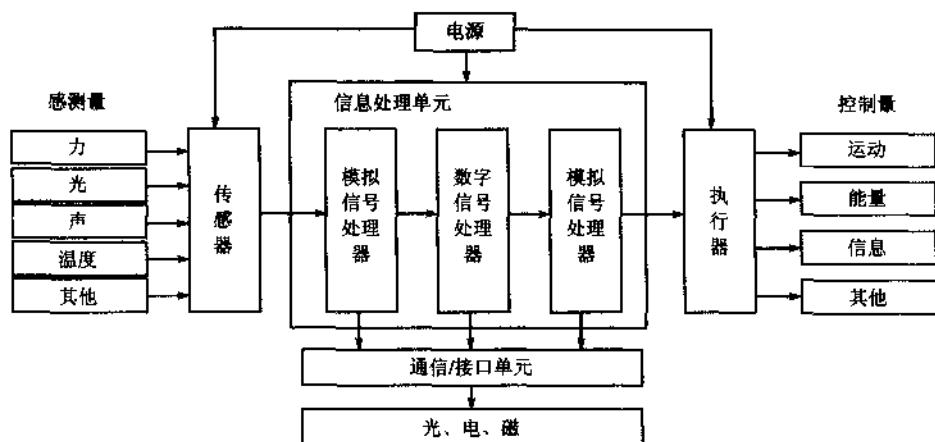 电源
感测量
信息处理单元
控制量
力
光
声
温度
其他
传感器
模拟信号处理器
数字信号处理器
模拟信号处理器
执行器
运动
能量
信息
其他
通信/接口单元
光、电、磁